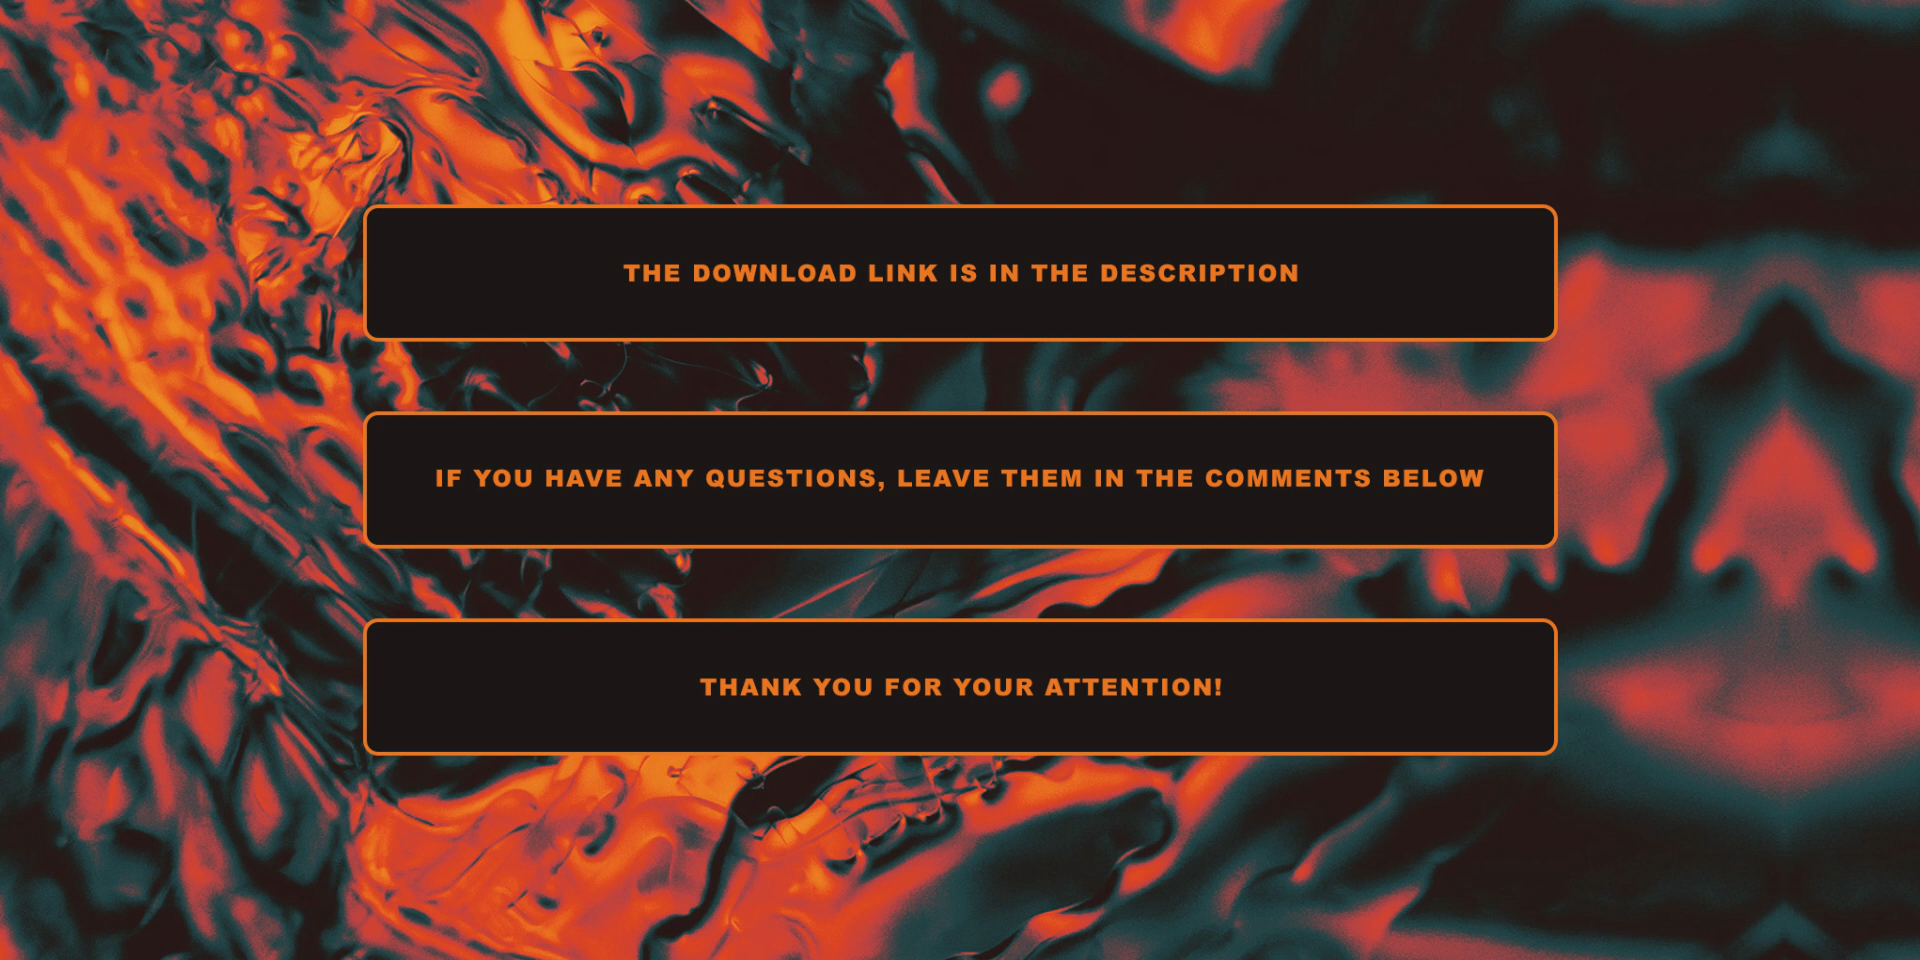 THE DOWNLOAD LINK IS IN THE DESCRIPTION
IF YOU HAVE ANY QUESTIONS, LEAVE THEM IN THE COMMENTS BELOW
THANK YOU FOR YOUR ATTENTION!